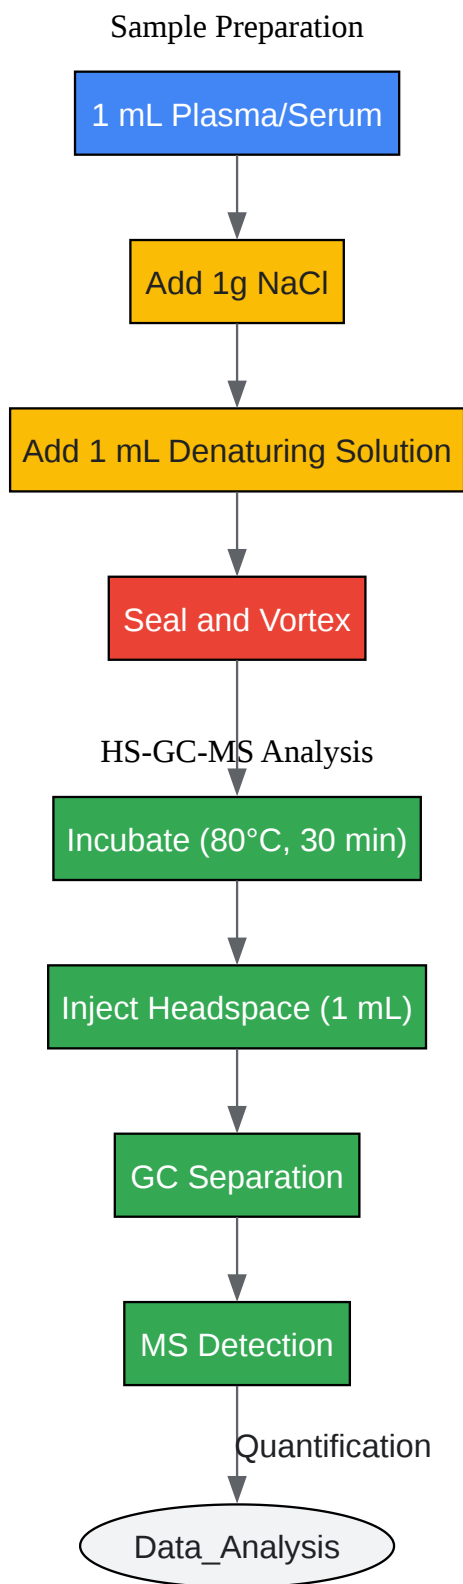 Sample Preparation
1 mL Plasma/Serum
Add 1g NaCl
Add 1 mL Denaturing Solution
Seal and Vortex
HS-GC-MS Analysis
Incubate (80°C, 30 min)
Inject Headspace (1 mL)
GC Separation
MS Detection
Quantification
Data_Analysis